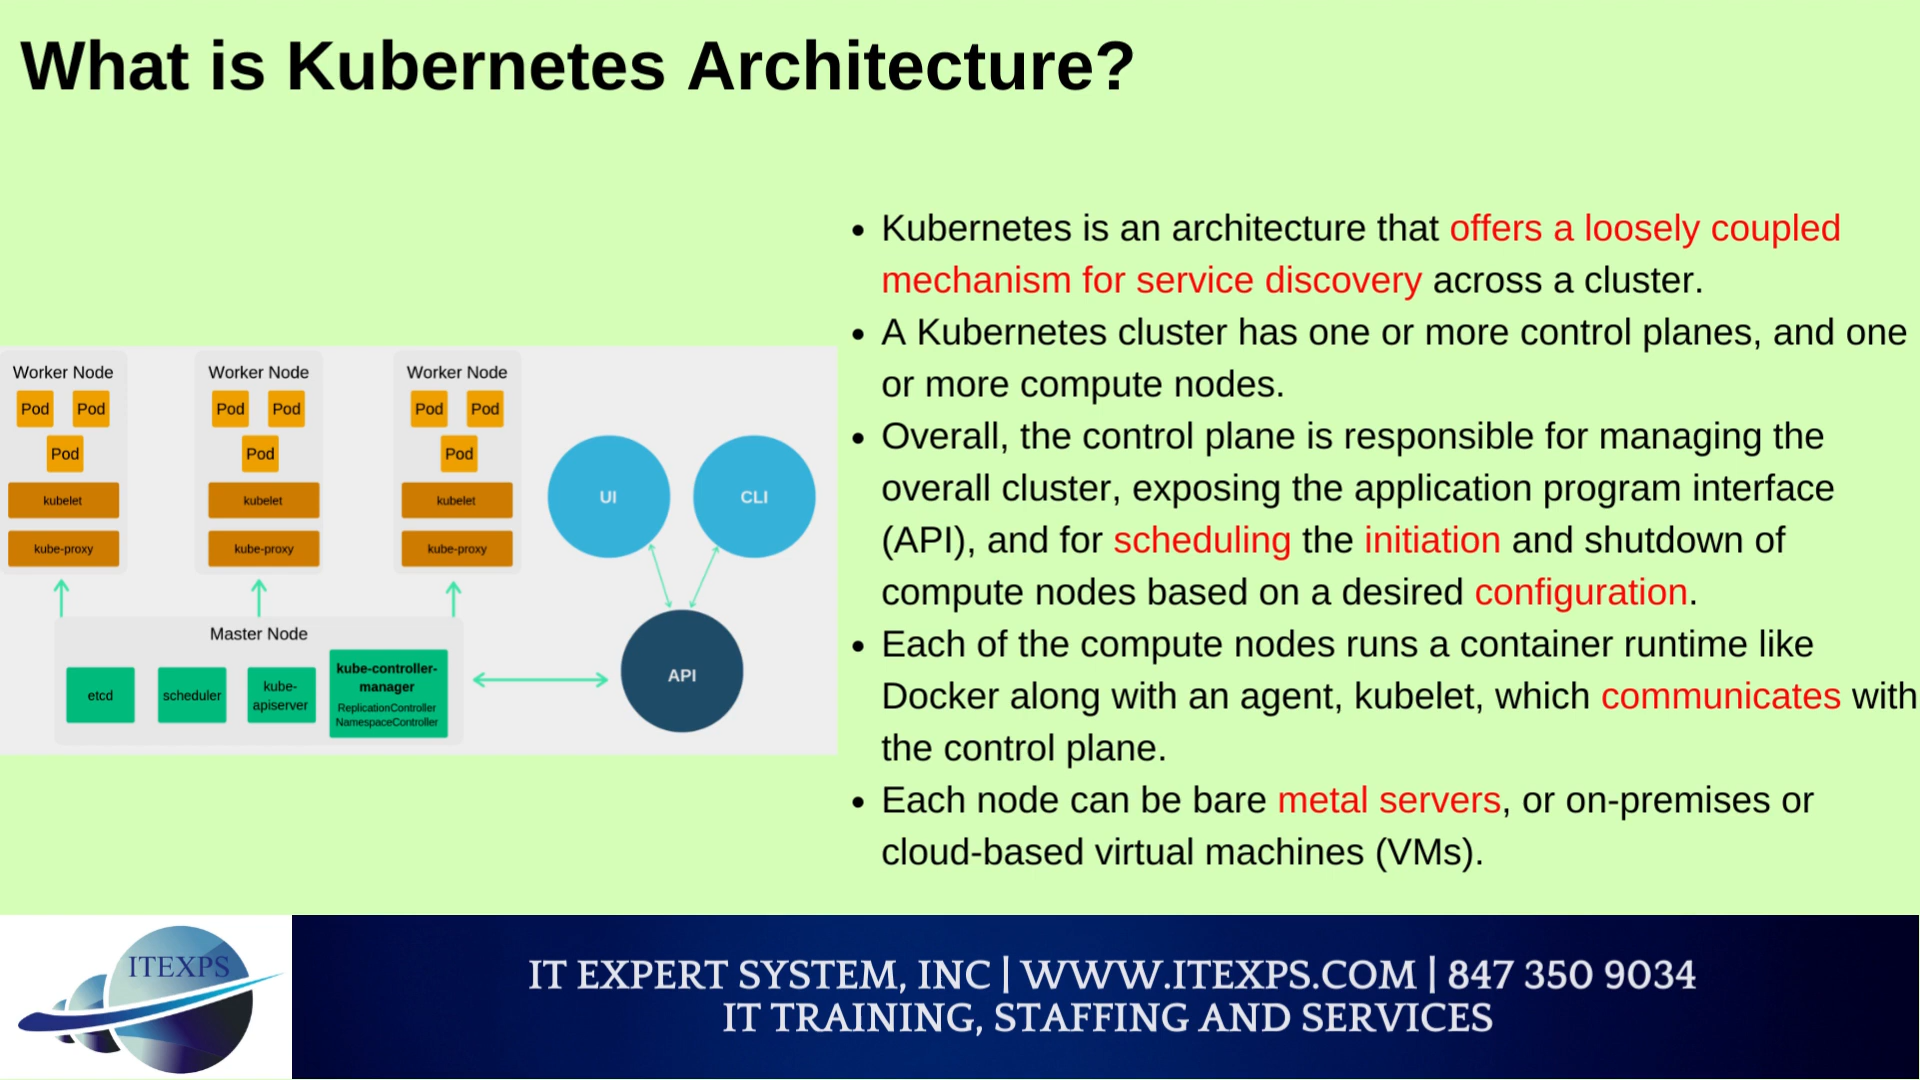 What is Kubernetes Architecture?
• Kubernetes is an architecture that offers a loosely coupled
mechanism for service discovery across a cluster.
• A Kubernetes cluster has one or more control planes, and one
or more compute nodes.
• Overall, the control plane is responsible for managing the
overall cluster, exposing the application program interface
(API), and for scheduling the initiation and shutdown of
compute nodes based on a desired configuration.
• Each of the compute nodes runs a container runtime like
Docker along with an agent, kubelet, which communicates with
the control plane.
• Each node can be bare metal servers, or on-premises or
cloud-based virtual machines (VMs).
Worker Node
Pod Pod
Pod
kubelet
kube-proxy
Worker Node
Pod Pod
Pod
kubelet
kube-proxy
Worker Node
Pod Pod
Pod
kubelet
kube-proxy
UI
CLI
API
Master Node
etcd
scheduler
kube-
apiserver
kube-controller-
manager
ReplicationController
NamespaceController
ITEXPS
IT EXPERT SYSTEM, INC | WWW.ITEXPS.COM | 847 350 9034
IT TRAINING, STAFFING AND SERVICES